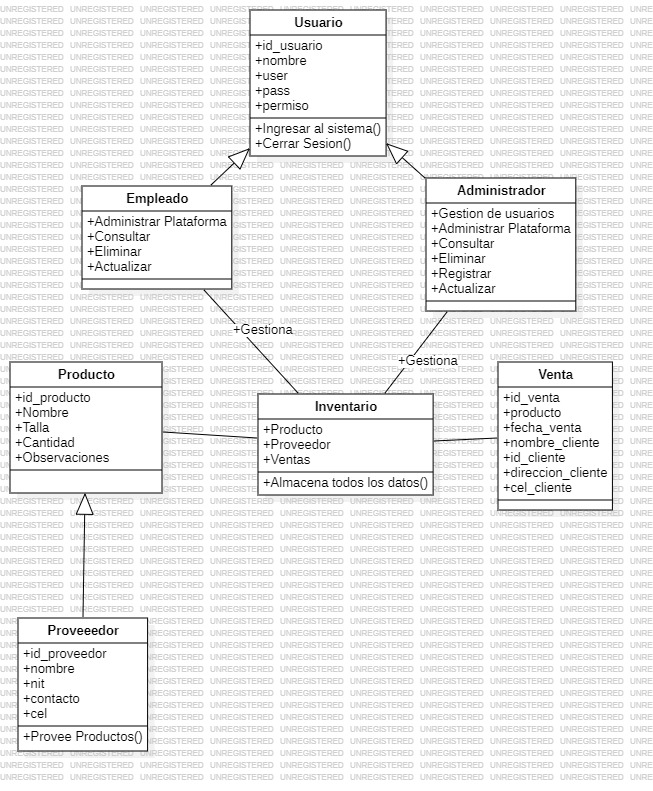 Usuario
+id_usuario
+nombre
+user
+pass
+permiso
+Ingresar al sistema()
+Cerrar Sesion()
Empleado
+Administrar Plataforma
+Consultar
+Eliminar
+Actualizar
Administrador
+Gestion de usuarios
+Administrar Plataforma
+Consultar
+Eliminar
+Registrar
+Actualizar
+Gestiona
+Gestiona
Producto
+id_producto
+Nombre
+Talla
+Cantidad
+Observaciones
Inventario
+Producto
+Proveedor
+Ventas
+Almacena todos los datos()
Venta
+id_venta
+producto
+fecha_venta
+nombre_cliente
+id_cliente
+direccion_cliente
+cel_cliente
Proveeedor
+id_proveedor
+nombre
+nit
+contacto
+cel
+Provee Productos()
UNREGISTERED